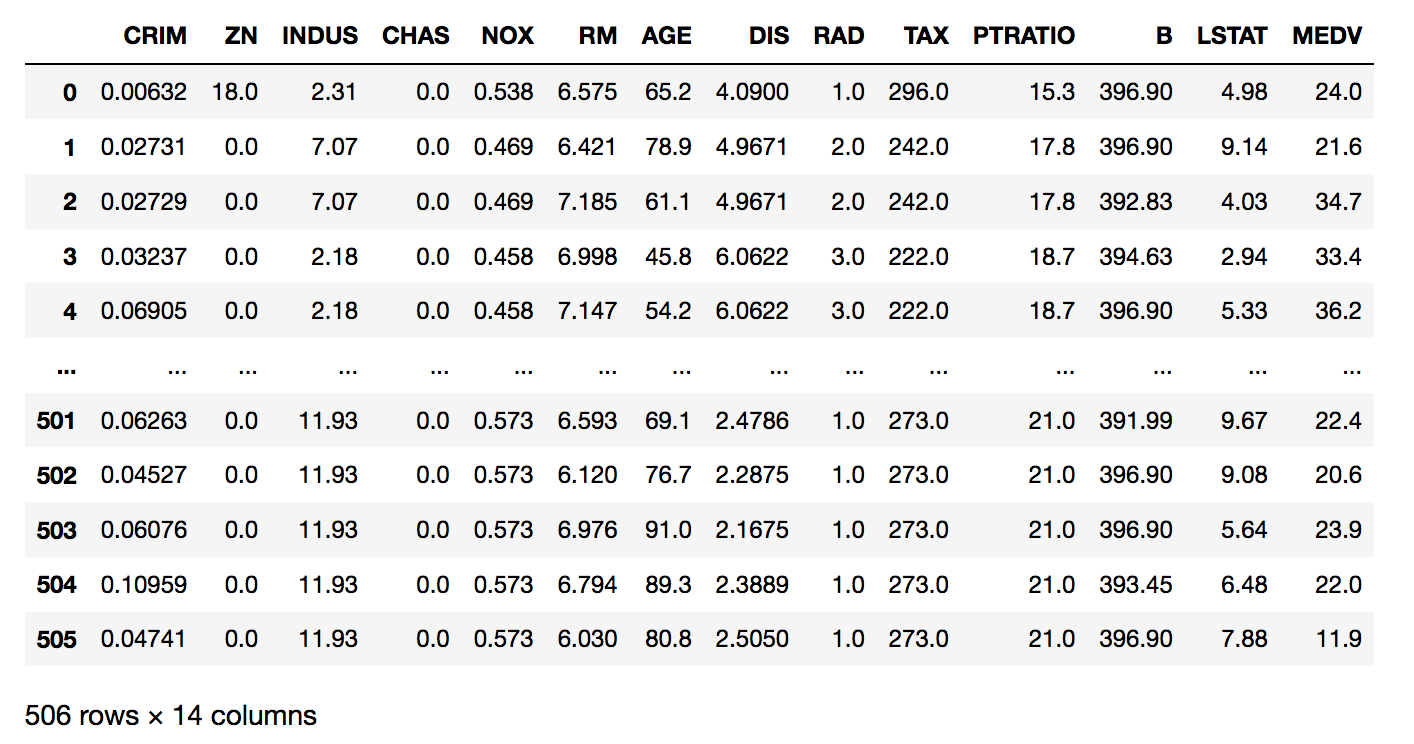 CRIM ZN INDUS CHAS NOX RM AGE DIS RAD TAX PTRATIO B LSTAT MEDV
0 0.00632 18.0 2.31 0.0 0.538 6.575 65.2 4.0900 1.0 296.0 15.3 396.90 4.98 24.0
1 0.02731 0.0 7.07 0.0 0.469 6.421 78.9 4.9671 2.0 242.0 17.8 396.90 9.14 21.6
2 0.02729 0.0 7.07 0.0 0.469 7.185 61.1 4.9671 2.0 242.0 17.8 392.83 4.03 34.7
3 0.03237 0.0 2.18 0.0 0.458 6.998 45.8 6.0622 3.0 222.0 18.7 394.63 2.94 33.4
4 0.06905 0.0 2.18 0.0 0.458 7.147 54.2 6.0622 3.0 222.0 18.7 396.90 5.33 36.2
... ... ... ... ... ... ... ... ... ... ... ... ... ... ...
501 0.06263 0.0 11.93 0.0 0.573 6.593 69.1 2.4786 1.0 273.0 21.0 391.99 9.67 22.4
502 0.04527 0.0 11.93 0.0 0.573 6.120 76.7 2.2875 1.0 273.0 21.0 396.90 9.08 20.6
503 0.06076 0.0 11.93 0.0 0.573 6.976 91.0 2.1675 1.0 273.0 21.0 396.90 5.64 23.9
504 0.10959 0.0 11.93 0.0 0.573 6.794 89.3 2.3889 1.0 273.0 21.0 393.45 6.48 22.0
505 0.04741 0.0 11.93 0.0 0.573 6.030 80.8 2.5050 1.0 273.0 21.0 396.90 7.88 11.9
506 rows × 14 columns